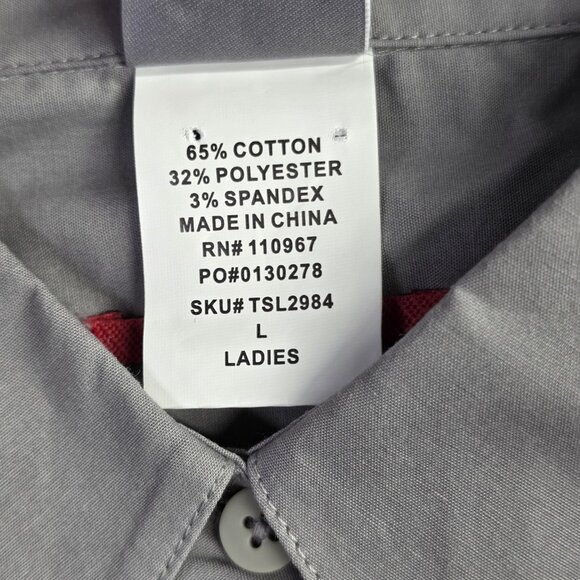 65% COTTON
32% POLYESTER
3% SPANDEX
MADE IN CHINA
RN# 110967
PO#0130278
SKU# TSL2984
L
LADIES